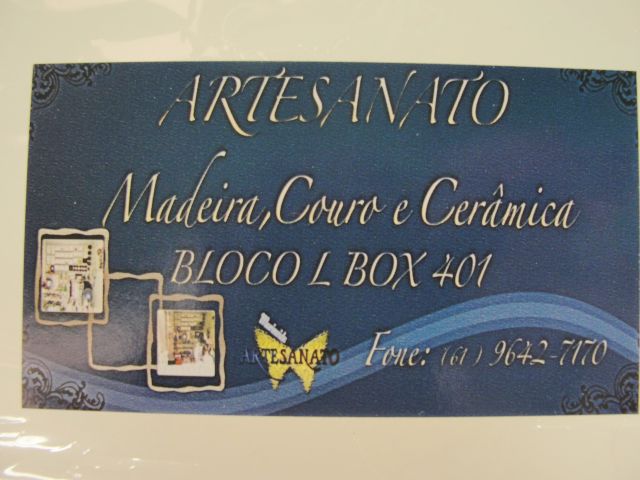 ARTESANATO
Madeira, Couro e Cerâmica
BLOCO L BOX 401
ARTESANATO
Fone: (61) 9642-7170